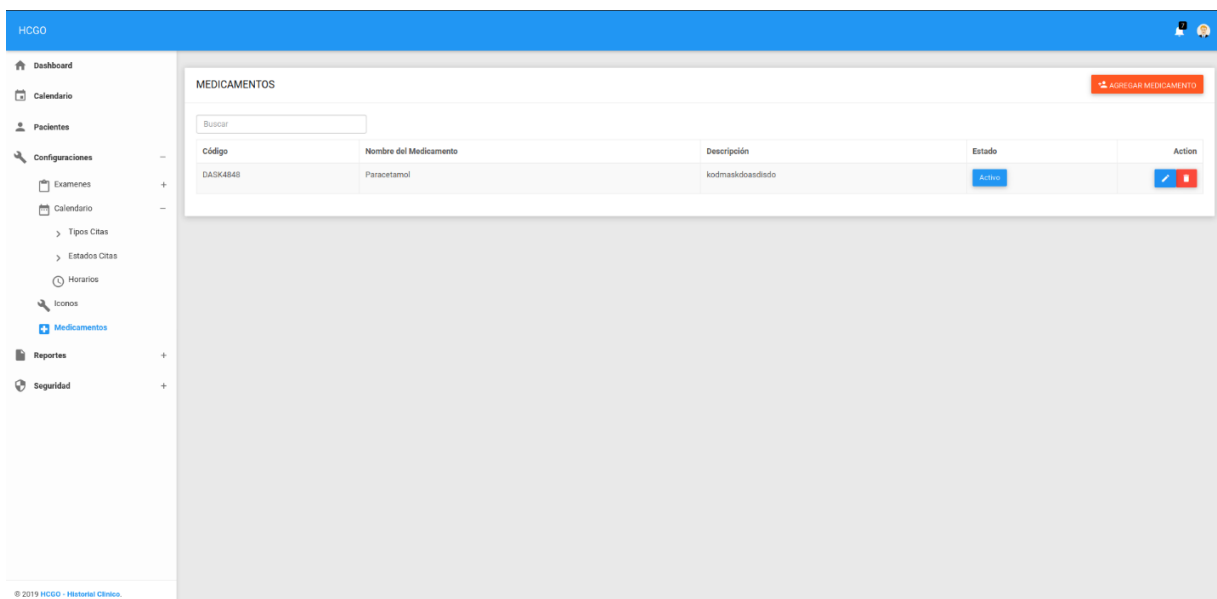 HCGO
7
Dashboard
Calendario
Pacientes
Configuraciones
Examenes
Calendario
Tipos Citas
Estados Citas
Horarios
Iconos
Medicamentos
Reportes
Seguridad
© 2019 HCGO - Historial Clinico.
MEDICAMENTOS
AGREGAR MEDICAMENTO
Buscar
Código Nombre del Medicamento Descripción Estado Action
DASK4848 Paracetamol kodmaskdoasdisdo Activo